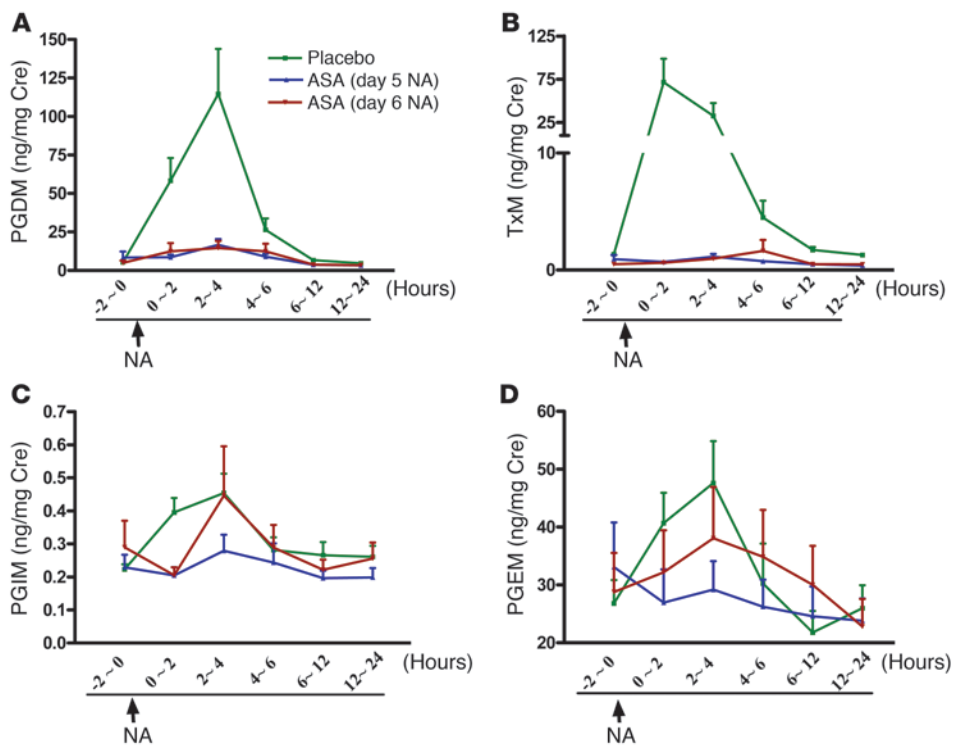 A
B
PGDM (ng/mg Cre)
150
125
100
75
50
25
0
Placebo
ASA (day 5 NA)
ASA (day 6 NA)
-2 ~ 0
0 ~ 2
2~ 4
4~ 6
6~ 12
12~ 24
(Hours)
NA
TxM (ng/mg Cre)
125
75
25
10
0
-2 ~ 0
0 ~ 2
2~ 4
4~ 6
6~ 12
12~ 24
(Hours)
NA
C
D
PGIM (ng/mg Cre)
0.7
0.6
0.5
0.4
0.3
0.2
0.1
0.0
-2 ~ 0
0 ~ 2
2~ 4
4~ 6
6~ 12
12~ 24
(Hours)
NA
PGEM (ng/mg Cre)
60
50
40
30
20
-2 ~ 0
0 ~ 2
2~ 4
4~ 6
6~ 12
12~ 24
(Hours)
NA